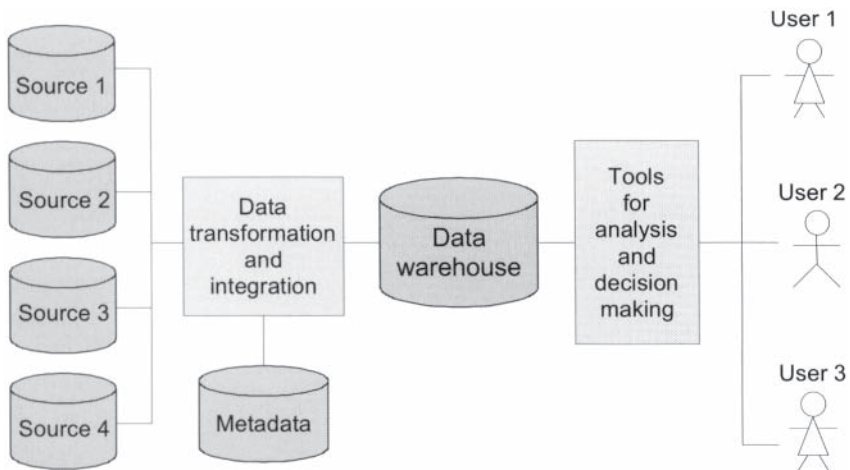 Source 1
Source 2
Source 3
Source 4
Data
transformation
and
integration
Metadata
Data
warehouse
Tools
for
analysis
and
decision
making
User 1
User 2
User 3